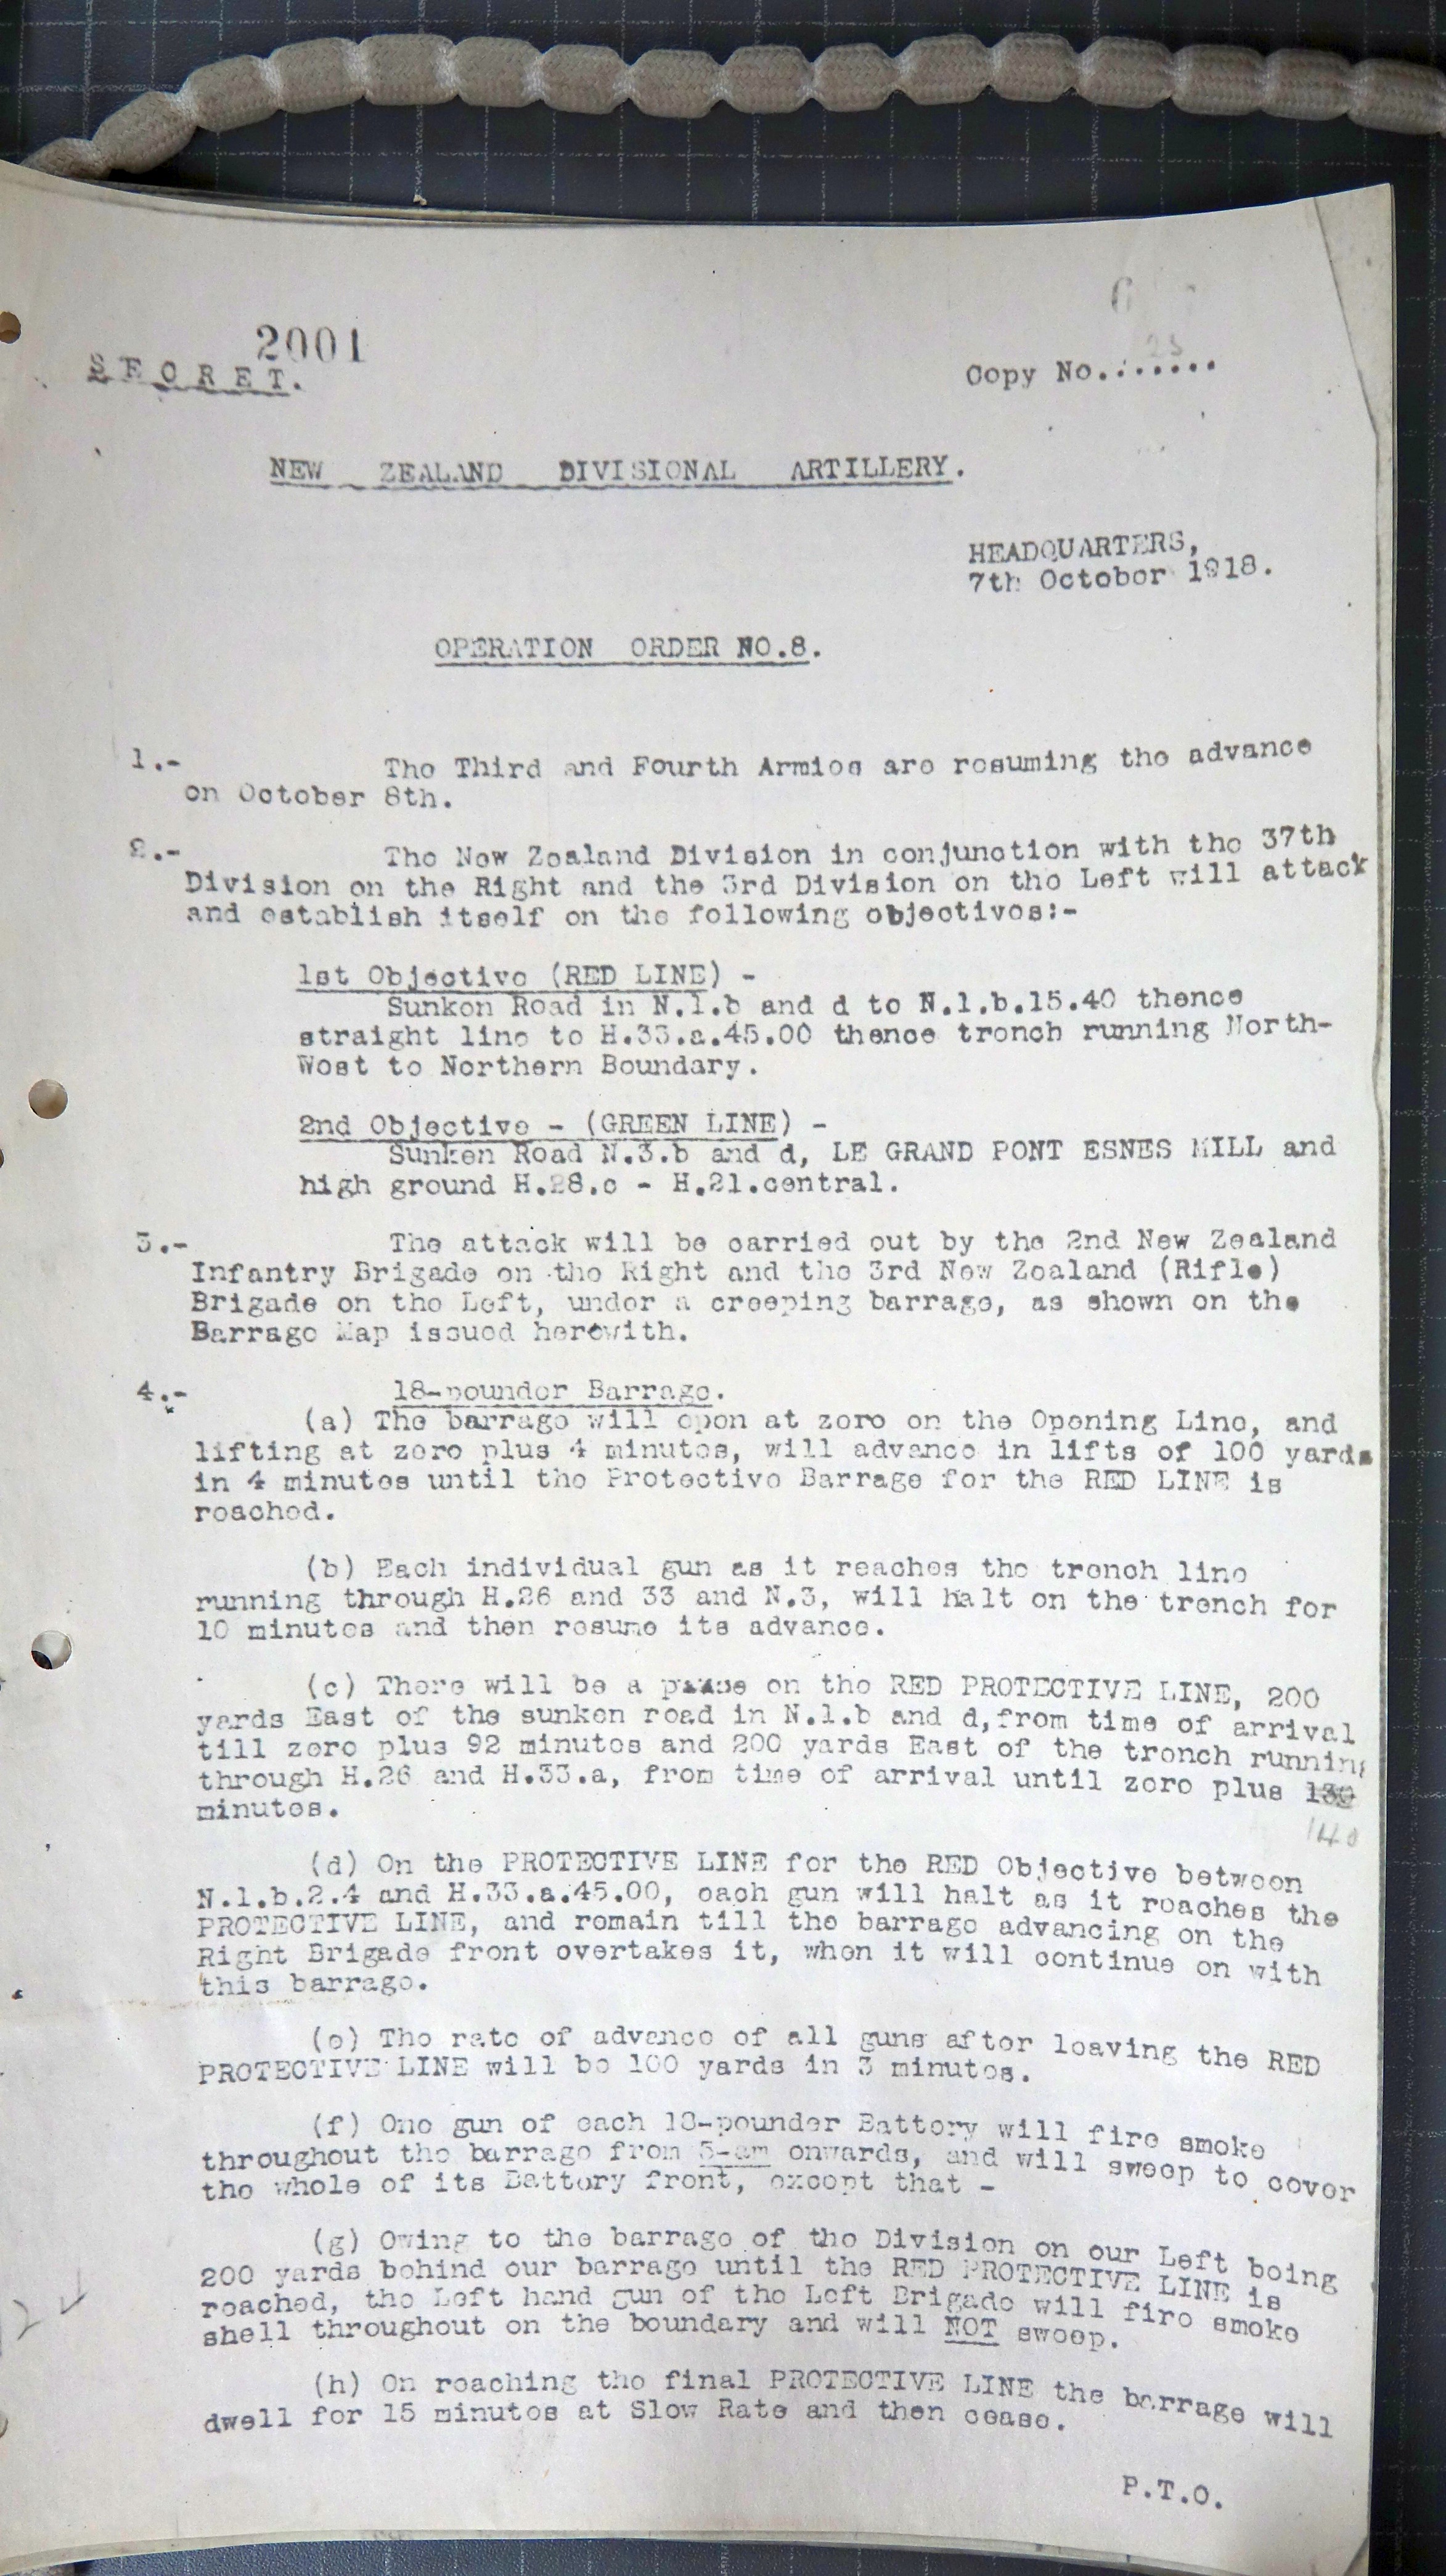 2001
SECRET.
Copy No.......
23
NEW ZEALAND DIVISIONAL ARTILLERY.
HEADQUARTERS,
7th October 1918.
OPERATION ORDER NO.8.
1.- The Third and Fourth Armies are resuming the advance
on October 8th.
2.- The New Zealand Division in conjunction with the 37th
Division on the Right and the 3rd Division on the Left will attack
and establish itself on the following objectives:-
1st Objective (RED LINE) -
Sunken Road in N.1.b and d to N.1.b.15.40 thence
straight line to H.33.a.45.00 thence trench running North-
West to Northern Boundary.
2nd Objective - (GREEN LINE) -
Sunken Road N.3.b and d, LE GRAND PONT ESNES MILL and
high ground H.28.c - H.21.central.
3.- The attack will be carried out by the 2nd New Zealand
Infantry Brigade on the Right and the 3rd New Zealand (Rifle)
Brigade on the Left, under a creeping barrage, as shown on the
Barrage Map issued herewith.
4.- 18-pounder Barrage.
(a) The barrage will open at zero on the Opening Line, and
lifting at zero plus 4 minutes, will advance in lifts of 100 yards
in 4 minutes until the Protective Barrage for the RED LINE is
reached.
(b) Each individual gun as it reaches the trench line
running through H.26 and 33 and N.3, will halt on the trench for
10 minutes and then resume its advance.
(c) There will be a pause on the RED PROTECTIVE LINE, 200
yards East of the sunken road in N.1.b and d,from time of arrival
till zero plus 92 minutes and 200 yards East of the trench running
through H.26 and H.33.a, from time of arrival until zero plus 130
minutes.
140
(d) On the PROTECTIVE LINE for the RED Objective between
N.1.b.2.4 and H.33.a.45.00, each gun will halt as it reaches the
PROTECTIVE LINE, and remain till the barrage advancing on the
Right Brigade front overtakes it, when it will continue on with
this barrage.
(e) The rate of advance of all guns after leaving the RED
PROTECTIVE LINE will be 100 yards in 3 minutes.
(f) One gun of each 18-pounder Battery will fire smoke
throughout the barrage from 5-am onwards, and will sweep to cover
the whole of its Battery front, except that -
(g) Owing to the barrage of the Division on our Left being
200 yards behind our barrage until the RED PROTECTIVE LINE is
reached, the Left hand gun of the Left Brigade will fire smoke
shell throughout on the boundary and will NOT sweep.
(h) On reaching the final PROTECTIVE LINE the barrage will
dwell for 15 minutes at Slow Rate and then cease.
P.T.O.